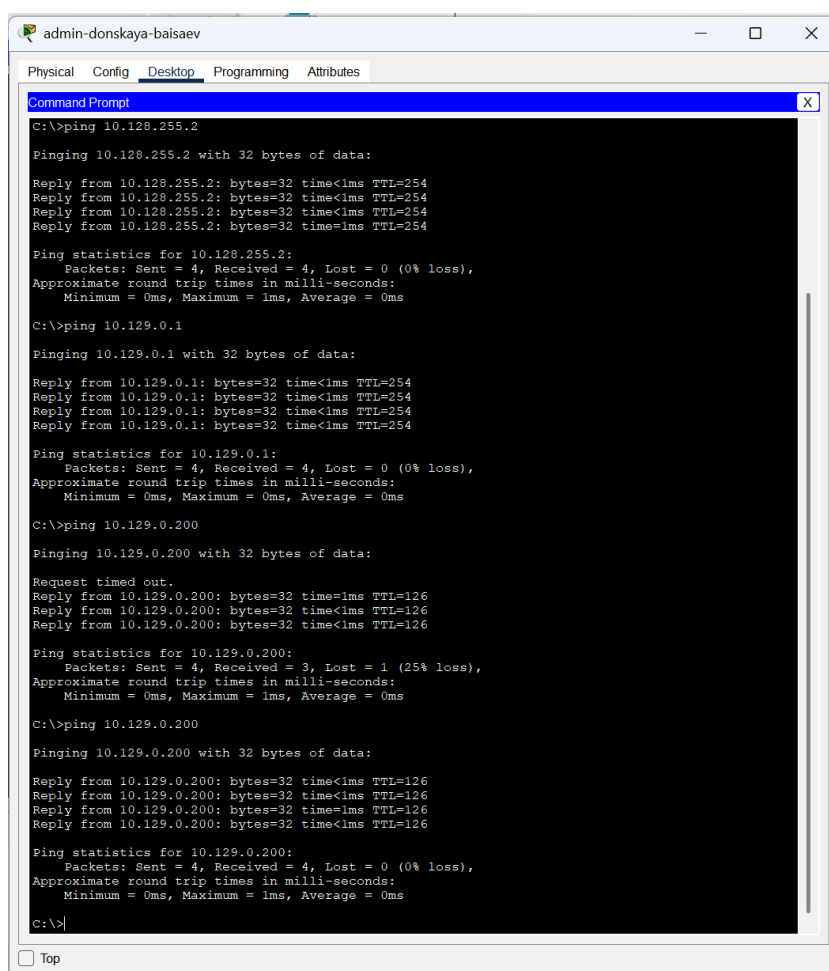 admin-donskaya-baisaev
Physical Config Desktop Programming Attributes
Command Prompt X
C:\>ping 10.128.255.2
Pinging 10.128.255.2 with 32 bytes of data:
Reply from 10.128.255.2: bytes=32 time<1ms TTL=254
Reply from 10.128.255.2: bytes=32 time<1ms TTL=254
Reply from 10.128.255.2: bytes=32 time<1ms TTL=254
Reply from 10.128.255.2: bytes=32 time=1ms TTL=254
Ping statistics for 10.128.255.2:
Packets: Sent = 4, Received = 4, Lost = 0 (0% loss),
Approximate round trip times in milli-seconds:
Minimum = 0ms, Maximum = 1ms, Average = 0ms
C:\>ping 10.129.0.1
Pinging 10.129.0.1 with 32 bytes of data:
Reply from 10.129.0.1: bytes=32 time<1ms TTL=254
Reply from 10.129.0.1: bytes=32 time<1ms TTL=254
Reply from 10.129.0.1: bytes=32 time<1ms TTL=254
Reply from 10.129.0.1: bytes=32 time<1ms TTL=254
Ping statistics for 10.129.0.1:
Packets: Sent = 4, Received = 4, Lost = 0 (0% loss),
Approximate round trip times in milli-seconds:
Minimum = 0ms, Maximum = 0ms, Average = 0ms
C:\>ping 10.129.0.200
Pinging 10.129.0.200 with 32 bytes of data:
Request timed out.
Reply from 10.129.0.200: bytes=32 time=1ms TTL=126
Reply from 10.129.0.200: bytes=32 time<1ms TTL=126
Reply from 10.129.0.200: bytes=32 time<1ms TTL=126
Ping statistics for 10.129.0.200:
Packets: Sent = 4, Received = 3, Lost = 1 (25% loss),
Approximate round trip times in milli-seconds:
Minimum = 0ms, Maximum = 1ms, Average = 0ms
C:\>ping 10.129.0.200
Pinging 10.129.0.200 with 32 bytes of data:
Reply from 10.129.0.200: bytes=32 time<1ms TTL=126
Reply from 10.129.0.200: bytes=32 time<1ms TTL=126
Reply from 10.129.0.200: bytes=32 time=1ms TTL=126
Reply from 10.129.0.200: bytes=32 time<1ms TTL=126
Ping statistics for 10.129.0.200:
Packets: Sent = 4, Received = 4, Lost = 0 (0% loss),
Approximate round trip times in milli-seconds:
Minimum = 0ms, Maximum = 1ms, Average = 0ms
C:\>
Top